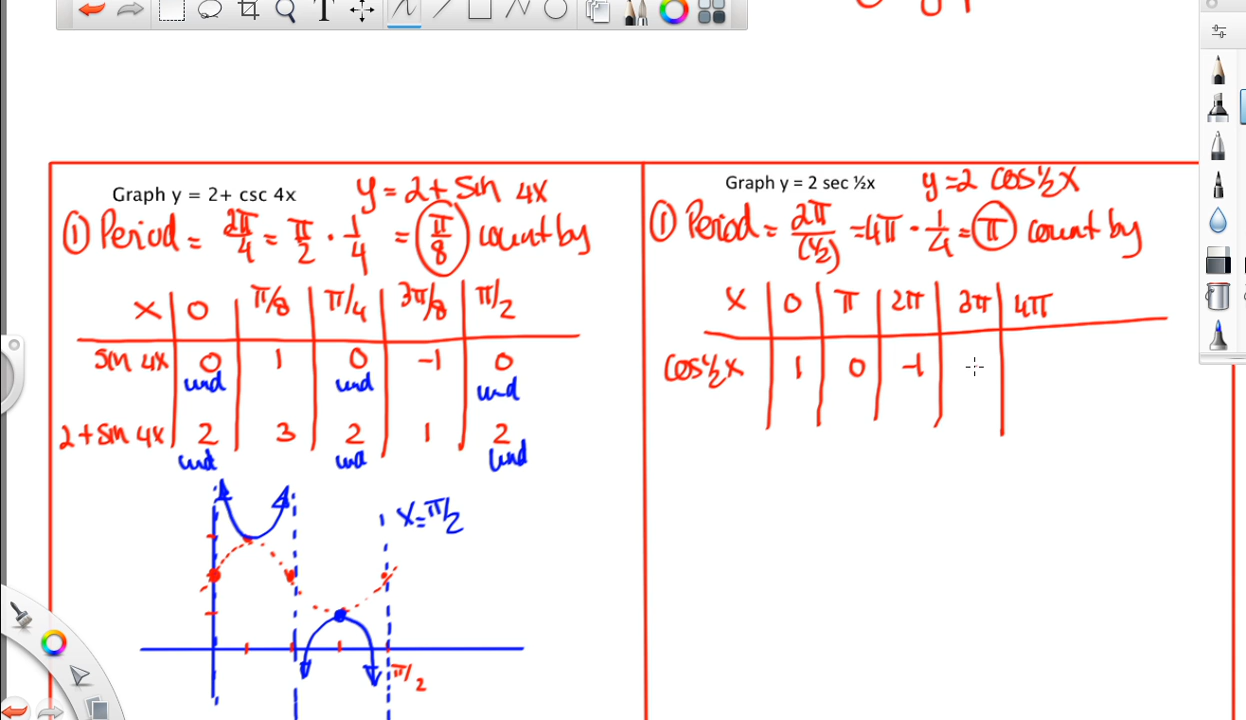 Graph y = 2+ csc 4x y = 2 + sin 4x
① Period = 2π/4 = π/2 · 1/4 = π/8 count by
x 0 π/8 π/4 3π/8 π/2
sin 4x 0 1 0 -1 0
und und und
2+sin 4x 2 3 2 1 2
und und und
x=π/2
π/2
Graph y = 2 sec ½x y=2 cos ½x
① Period = 2π/(½) = 4π · 1/4 = π count by
x 0 π 2π 3π 4π
cos ½x 1 0 -1